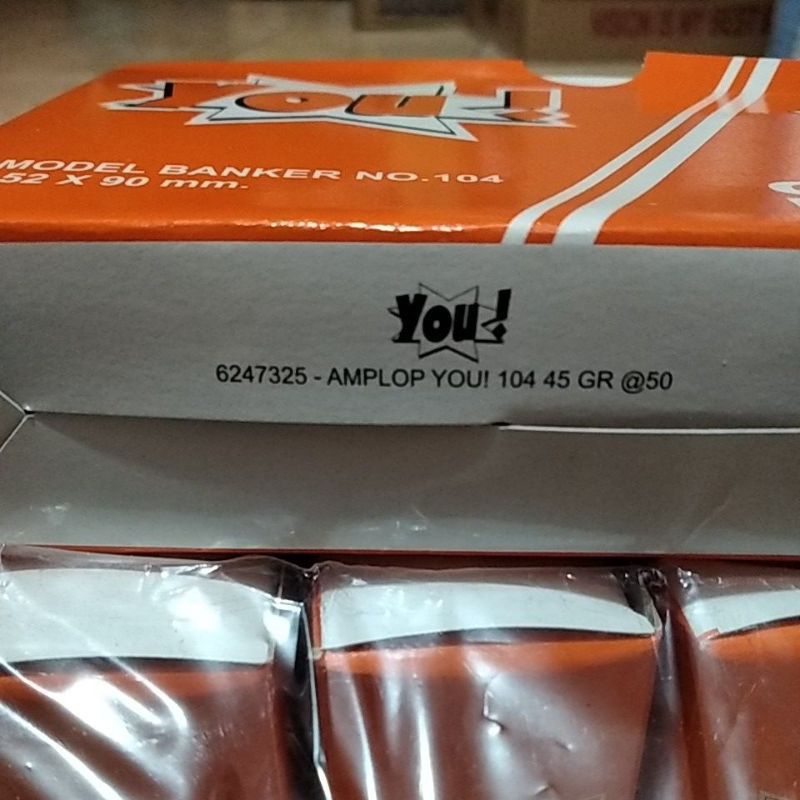 You!
MODEL BANKER NO.104
52 X 90 mm.
You!
6247325 - AMPLOP YOU! 104 45 GR @50